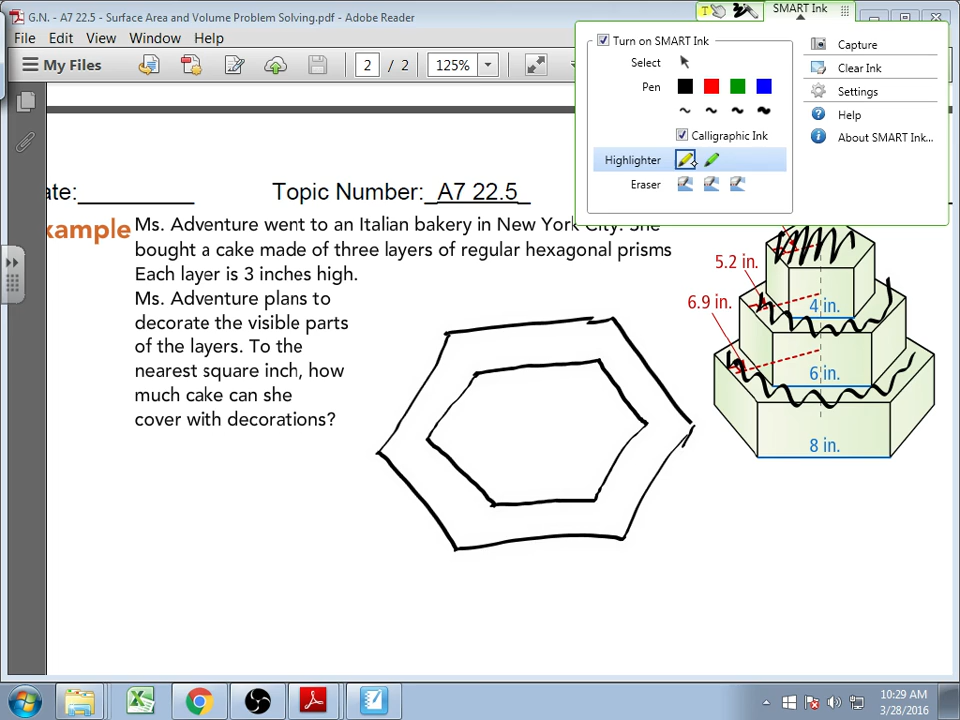 G.N. - A7 22.5 - Surface Area and Volume Problem Solving.pdf - Adobe Reader
SMART Ink
File Edit View Window Help
My Files
2 / 2
125%
Turn on SMART Ink
Select
Pen
Calligraphic Ink
Highlighter
Eraser
Capture
Clear Ink
Settings
Help
About SMART Ink...
ate:________ Topic Number:_A7 22.5_
xample
Ms. Adventure went to an Italian bakery in New York City. She
bought a cake made of three layers of regular hexagonal prisms
Each layer is 3 inches high.
Ms. Adventure plans to
decorate the visible parts
of the layers. To the
nearest square inch, how
much cake can she
cover with decorations?
5.2 in.
6.9 in.
4 in.
6 in.
8 in.
10:29 AM
3/28/2016